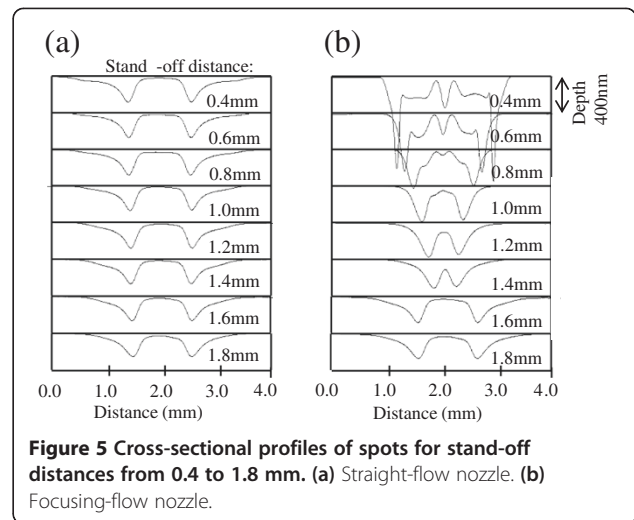 (a)
Stand -off distance:
0.4mm
0.6mm
0.8mm
1.0mm
1.2mm
1.4mm
1.6mm
1.8mm
0.0 1.0 2.0 3.0 4.0
Distance (mm)
(b)
0.4mm
0.6mm
0.8mm
1.0mm
1.2mm
1.4mm
1.6mm
1.8mm
0.0 1.0 2.0 3.0 4.0
Distance (mm)
Depth
400nm
Figure 5 Cross-sectional profiles of spots for stand-off
distances from 0.4 to 1.8 mm. (a) Straight-flow nozzle. (b)
Focusing-flow nozzle.